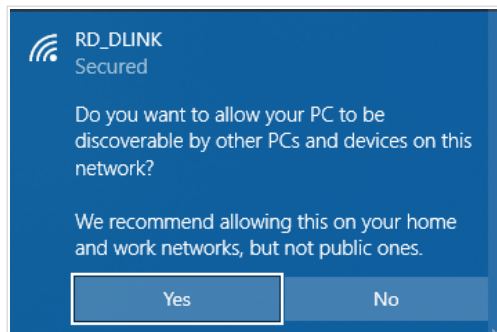 RD_DLINK
Secured
Do you want to allow your PC to be
discoverable by other PCs and devices on this
network?
We recommend allowing this on your home
and work networks, but not public ones.
Yes
No